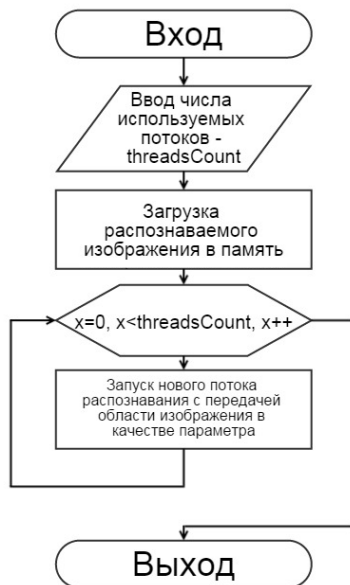 Вход
Ввод числа
используемых
потоков -
threadsCount
Загрузка
распознаваемого
изображения в память
x=0, x<threadsCount, x++
Запуск нового потока
распознавания с передачей
области изображения в
качестве параметра
Выход